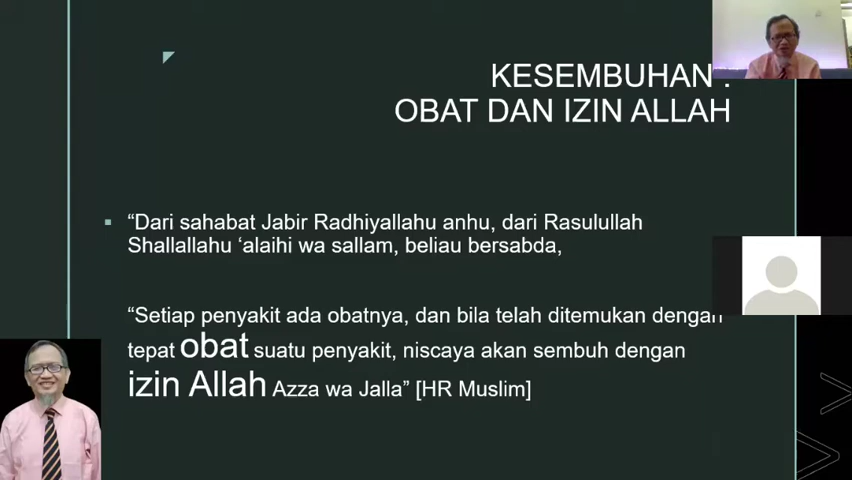 KESEMBUHAN :
OBAT DAN IZIN ALLAH
“Dari sahabat Jabir Radhiyallahu anhu, dari Rasulullah
Shallallahu ‘alaihi wa sallam, beliau bersabda,
“Setiap penyakit ada obatnya, dan bila telah ditemukan dengan
tepat obat suatu penyakit, niscaya akan sembuh dengan
izin Allah Azza wa Jalla” [HR Muslim]